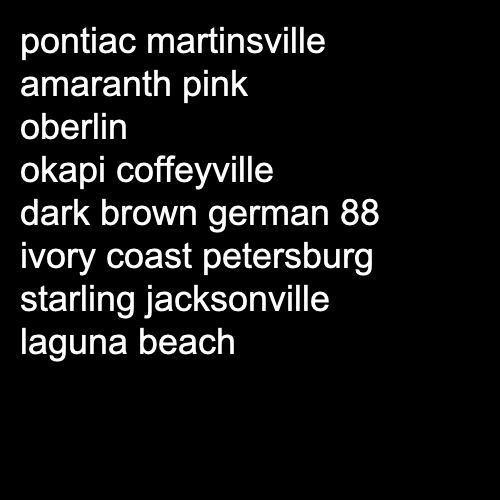 pontiac martinsville
amaranth pink
oberlin
okapi coffeyville
dark brown german 88
ivory coast petersburg
starling jacksonville
laguna beach